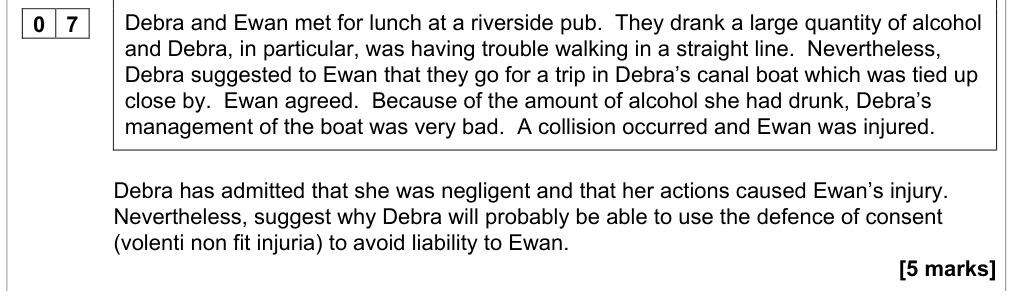 0 7
Debra and Ewan met for lunch at a riverside pub. They drank a large quantity of alcohol
and Debra, in particular, was having trouble walking in a straight line. Nevertheless,
Debra suggested to Ewan that they go for a trip in Debra's canal boat which was tied up
close by. Ewan agreed. Because of the amount of alcohol she had drunk, Debra's
management of the boat was very bad. A collision occurred and Ewan was injured.
Debra has admitted that she was negligent and that her actions caused Ewan's injury.
Nevertheless, suggest why Debra will probably be able to use the defence of consent
(volenti non fit injuria) to avoid liability to Ewan.
[5 marks]